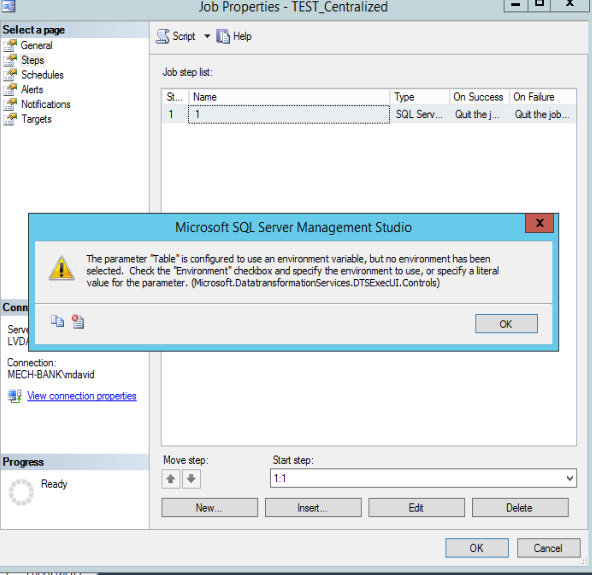 Job Properties - TEST_Centralized
Select a page
General
Steps
Schedules
Alerts
Notifications
Targets
Script
Help
Job step list:
St... Name Type On Success On Failure
1 1 SQL Serv... Quit the j... Quit the job...
Microsoft SQL Server Management Studio
x
The parameter "Table" is configured to use an environment variable, but no environment has been
selected. Check the "Environment" checkbox and specify the environment to use, or specify a literal
value for the parameter. (Microsoft.DatatransformationServices.DTSExecUI.Controls)
OK
Conn
Serve
LVDA
Connection:
MECH-BANK\mdavid
View connection properties
Progress
Ready
Move step:
Start step:
1:1
New...
Insert...
Edit
Delete
OK
Cancel